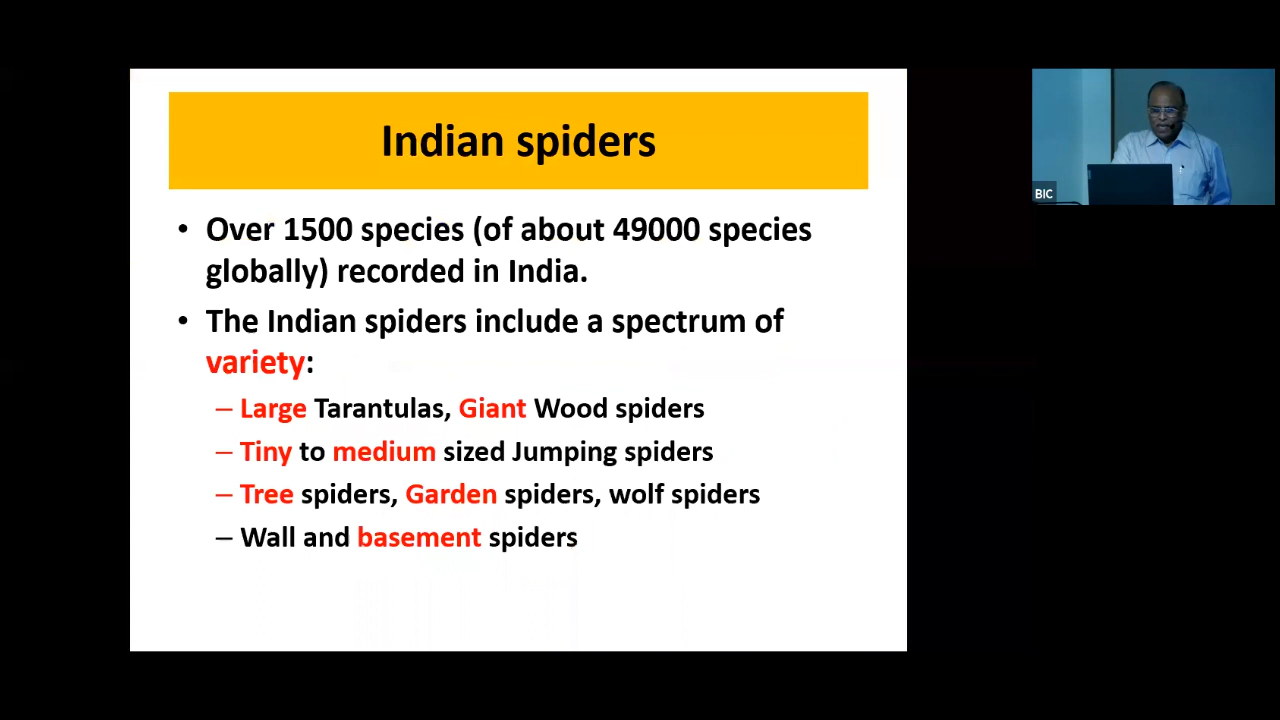 Indian spiders
• Over 1500 species (of about 49000 species
globally) recorded in India.
• The Indian spiders include a spectrum of
variety:
– Large Tarantulas, Giant Wood spiders
– Tiny to medium sized Jumping spiders
– Tree spiders, Garden spiders, wolf spiders
– Wall and basement spiders
BIC